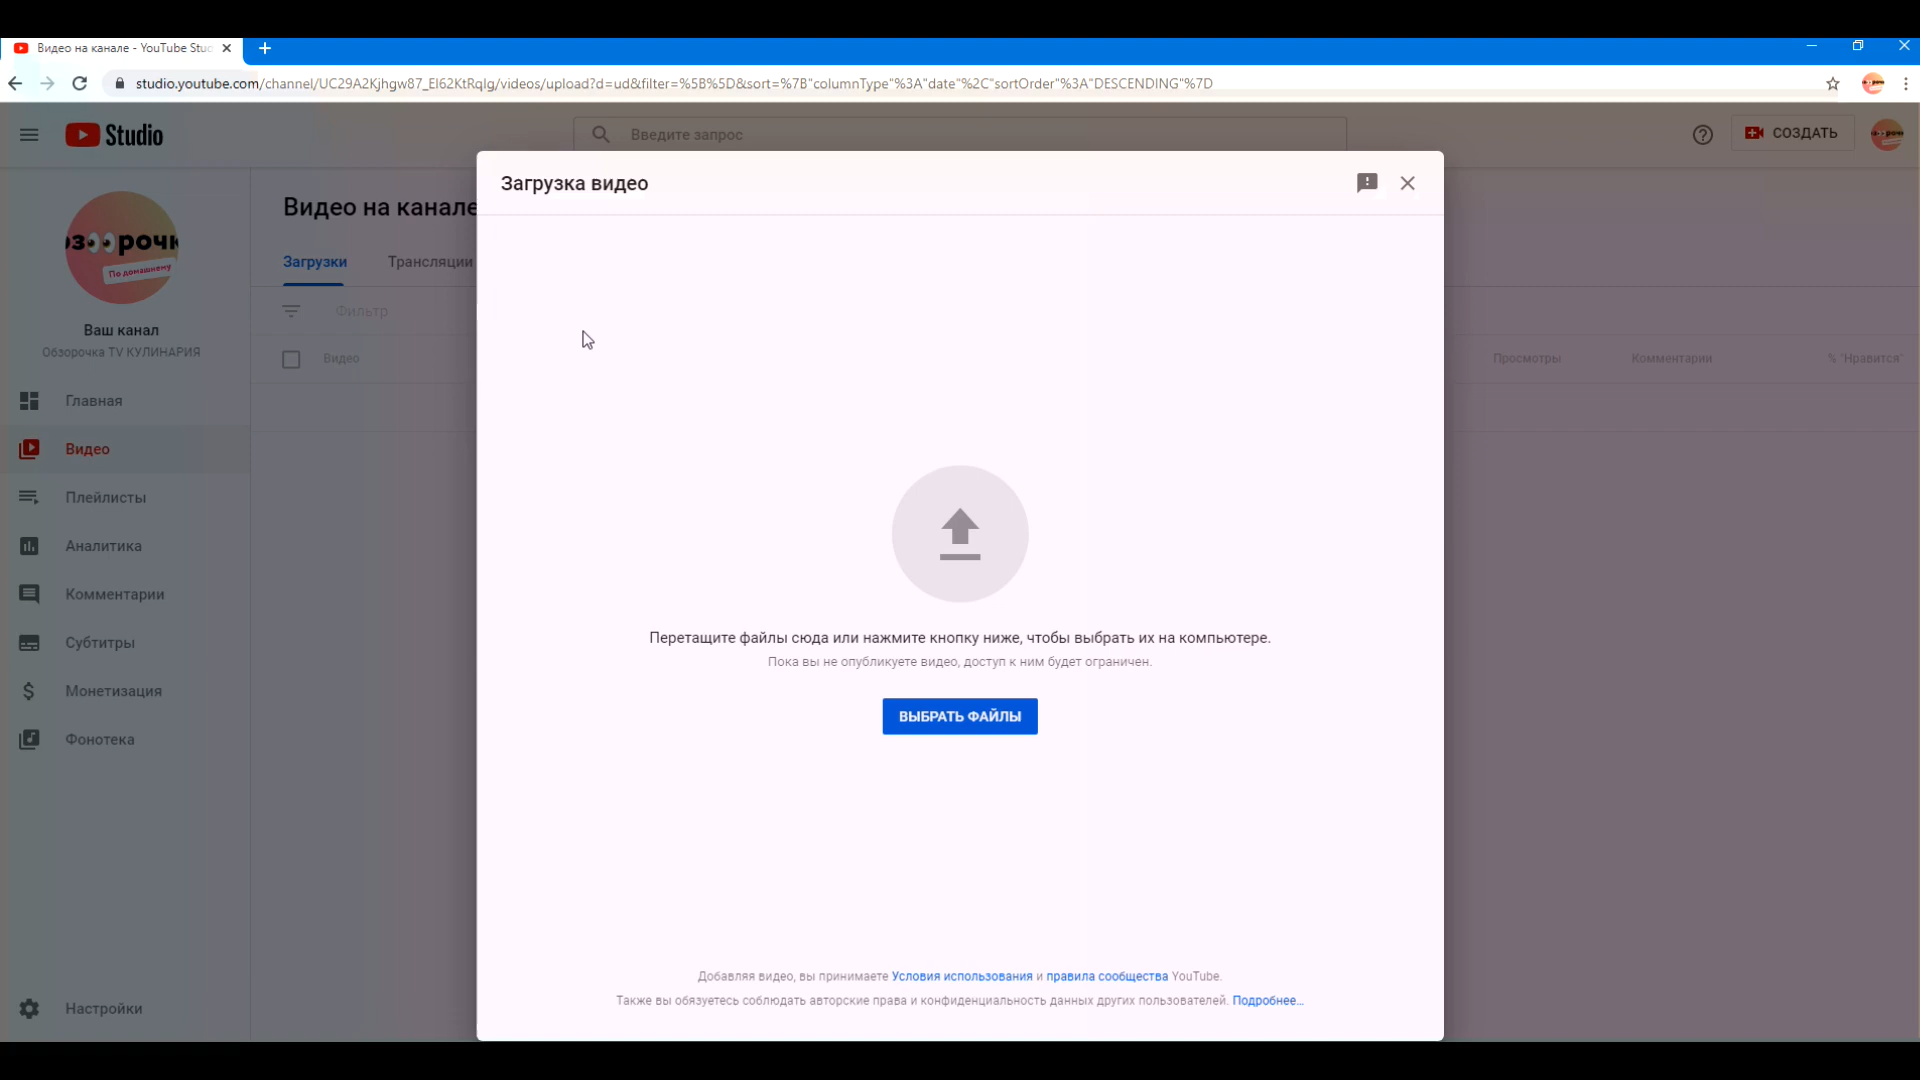 Видео на канале - YouTube Stud
studio.youtube.com/channel/UC29A2Kjhgw87_El62KtRqIg/videos/upload?d=ud&filter=%5B%5D&sort=%7B"columnType"%3A"date"%2C"sortOrder"%3A"DESCENDING"%7D
Studio
Введите запрос
СОЗДАТЬ
Загрузка видео
Видео на канале
Загрузки
Трансляции
Фильтр
Видео
Просмотры
Комментарии
% "Нравится"
По домашнему
Ваш канал
Обзорочка TV КУЛИНАРИЯ
Главная
Видео
Плейлисты
Аналитика
Комментарии
Субтитры
Монетизация
Фонотека
Настройки
Перетащите файлы сюда или нажмите кнопку ниже, чтобы выбрать их на компьютере.
Пока вы не опубликуете видео, доступ к ним будет ограничен.
ВЫБРАТЬ ФАЙЛЫ
Добавляя видео, вы принимаете Условия использования и правила сообщества YouTube.
Также вы обязуетесь соблюдать авторские права и конфиденциальность данных других пользователей. Подробнее…